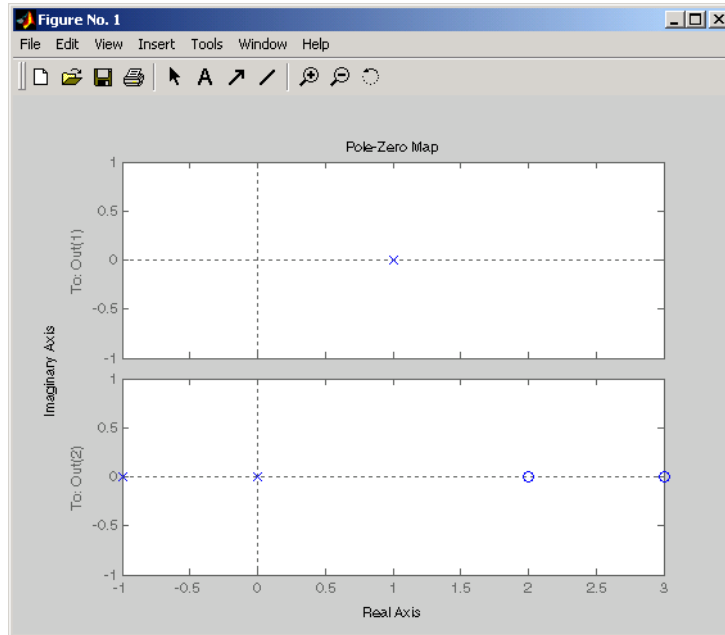 Figure No. 1
File Edit View Insert Tools Window Help
A
Pole-Zero Map
1
0.5
0
-0.5
-1
To: Out(1)
Imaginary Axis
1
0.5
0
-0.5
-1
To: Out(2)
-1 -0.5 0 0.5 1 1.5 2 2.5 3
Real Axis